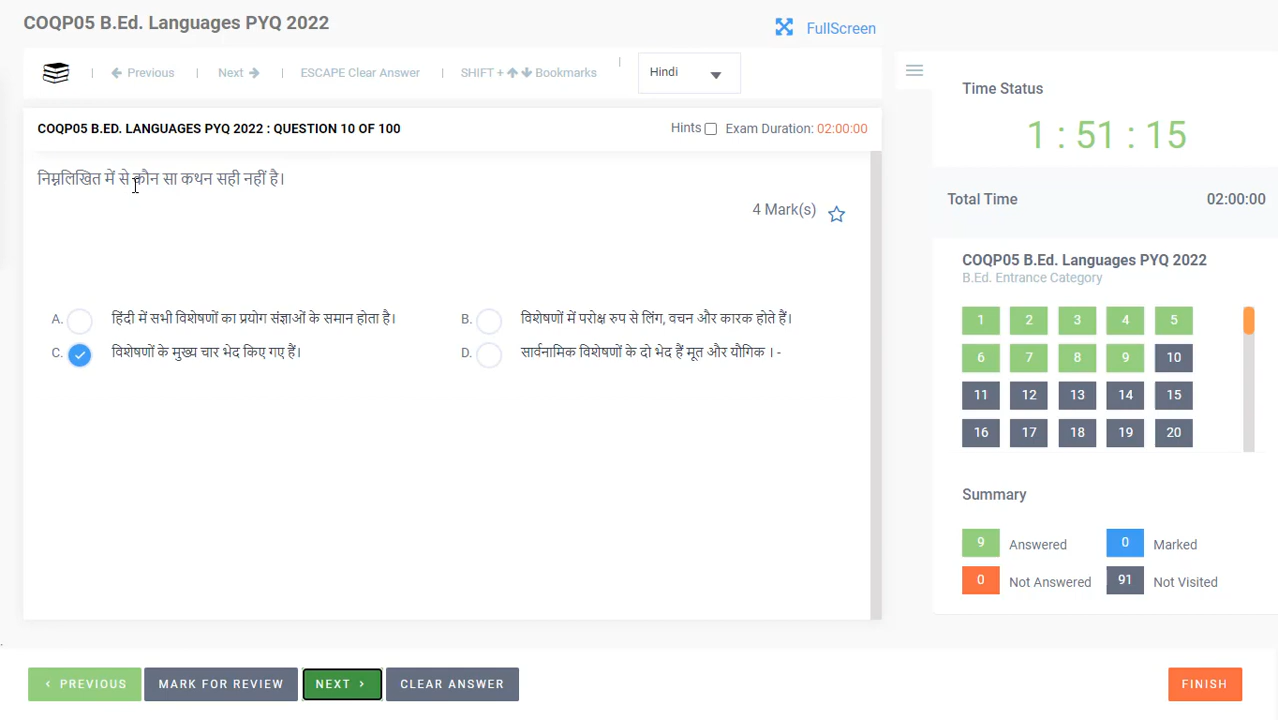 COQP05 B.Ed. Languages PYQ 2022
FullScreen
Previous | Next | ESCAPE Clear Answer | SHIFT + Bookmarks | Hindi
COQP05 B.ED. LANGUAGES PYQ 2022 : QUESTION 10 OF 100
Hints Exam Duration: 02:00:00
निम्नलिखित में से कौन सा कथन सही नहीं है।
4 Mark(s)
A. हिंदी में सभी विशेषणों का प्रयोग संज्ञाओं के समान होता है।
B. विशेषणों में परोक्ष रुप से लिंग, वचन और कारक होते हैं।
C. विशेषणों के मुख्य चार भेद किए गए हैं।
D. सार्वनामिक विशेषणों के दो भेद हैं मूत और यौगिक । -
PREVIOUS
MARK FOR REVIEW
NEXT
CLEAR ANSWER
Time Status
1 : 51 : 15
Total Time 02:00:00
COQP05 B.Ed. Languages PYQ 2022
B.Ed. Entrance Category
1 2 3 4 5
6 7 8 9 10
11 12 13 14 15
16 17 18 19 20
Summary
9 Answered 0 Marked
0 Not Answered 91 Not Visited
FINISH